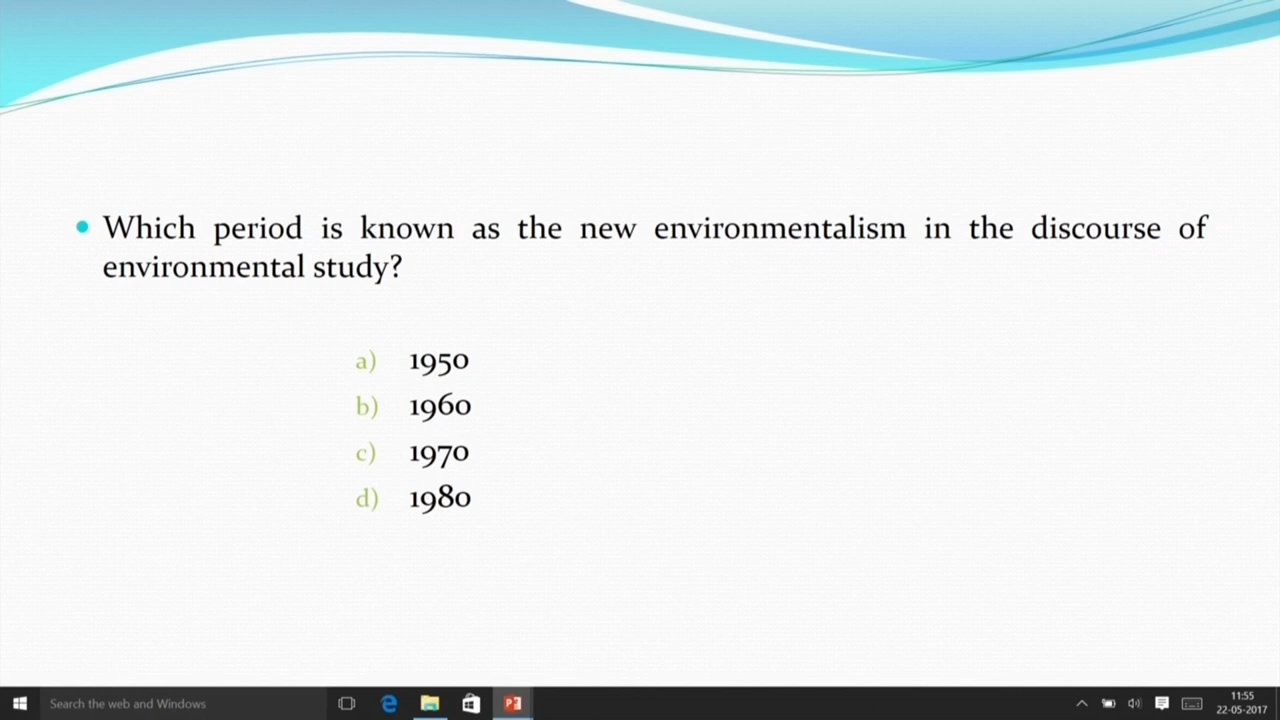 • Which period is known as the new environmentalism in the discourse of
environmental study?
a) 1950
b) 1960
c) 1970
d) 1980
Search the web and Windows
11:55
22-05-2017